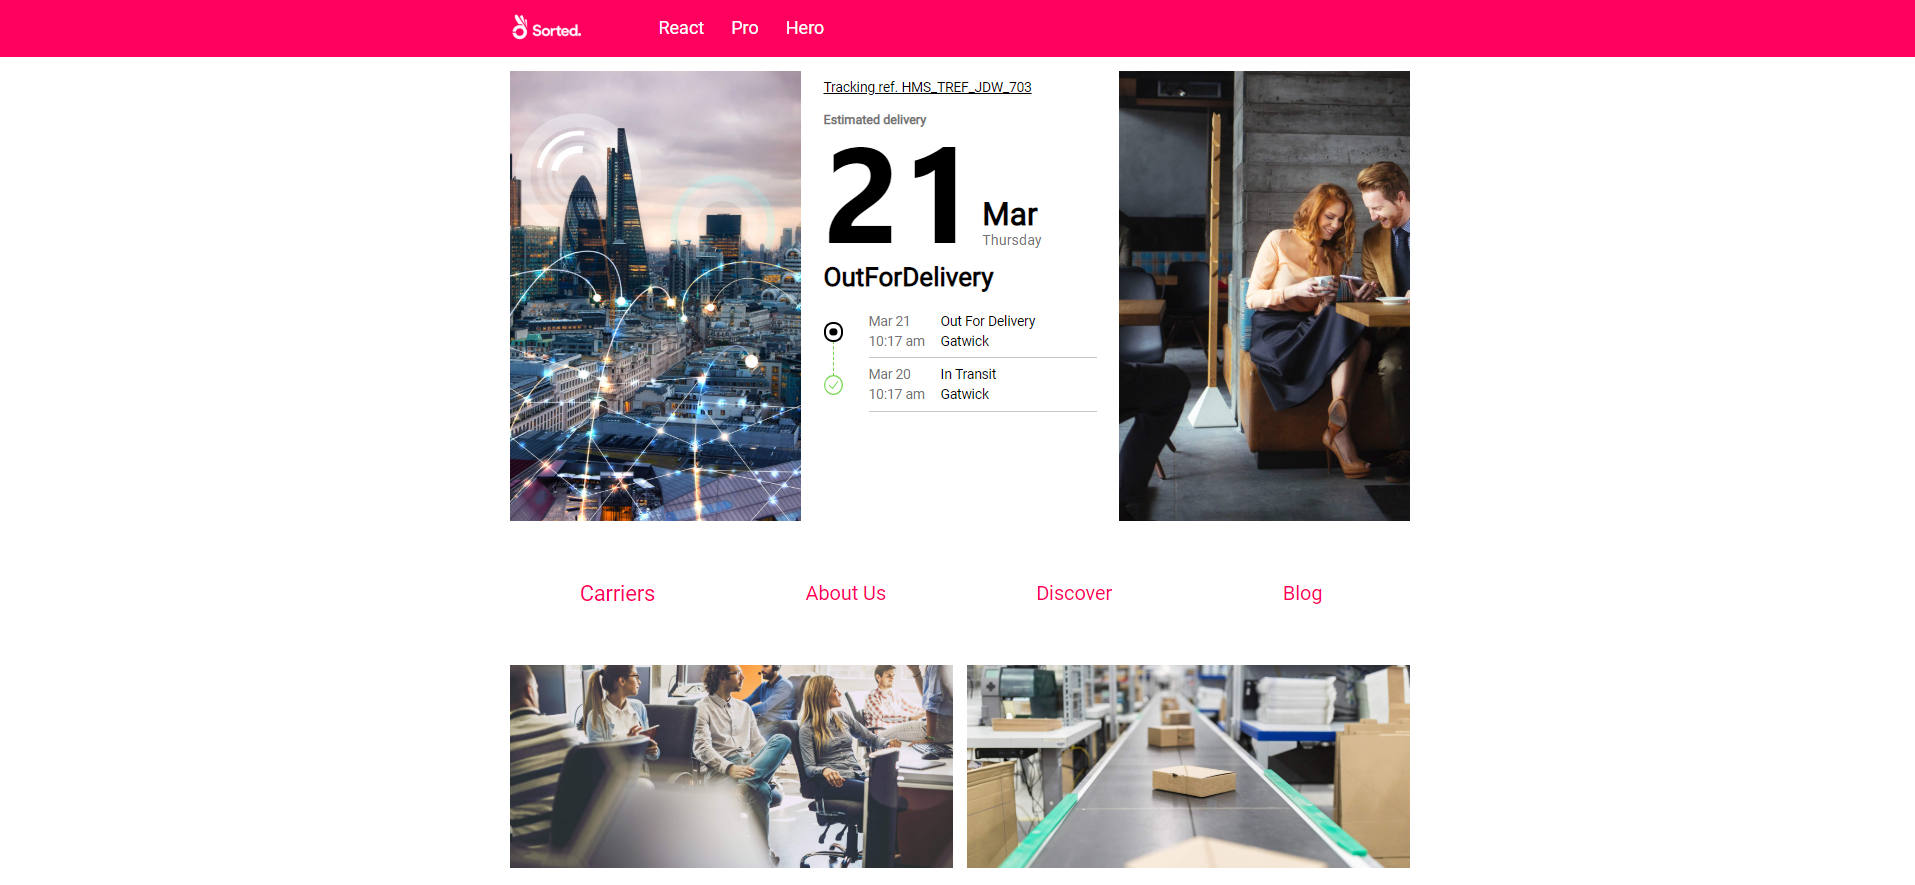 Sorted.
React Pro Hero
Tracking ref. HMS_TREF_JDW_703
Estimated delivery
21
Mar
Thursday
OutForDelivery
Mar 21 Out For Delivery
10:17 am Gatwick
Mar 20 In Transit
10:17 am Gatwick
Carriers About Us Discover Blog